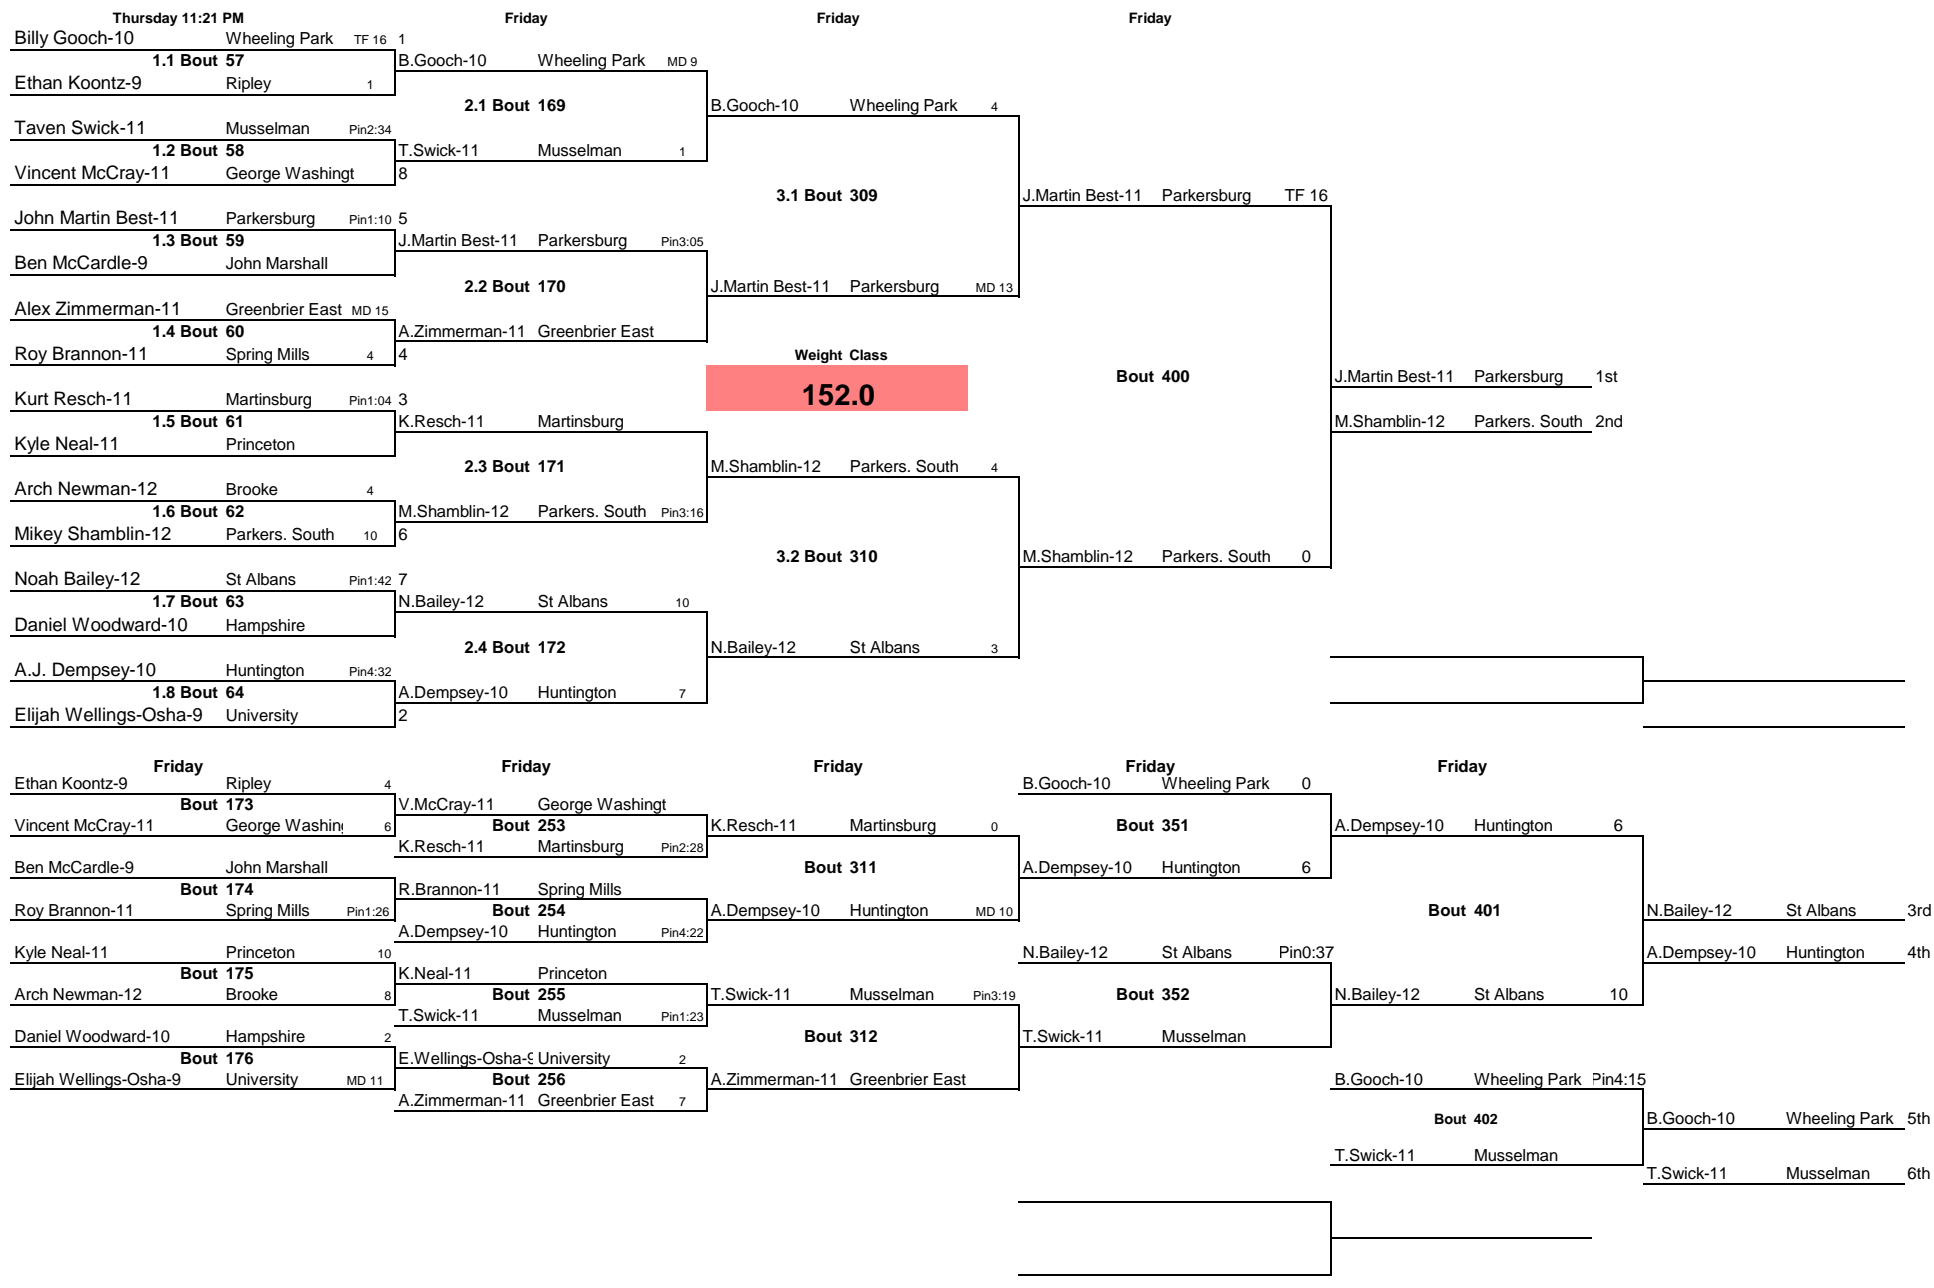 Thursday 11:21 PM Friday Friday Friday
Billy Gooch-10 Wheeling Park TF 16 1
1.1 Bout 57 B.Gooch-10 Wheeling Park MD 9
Ethan Koontz-9 Ripley 1
2.1 Bout 169 B.Gooch-10 Wheeling Park 4
Taven Swick-11 Musselman Pin2:34
1.2 Bout 58 T.Swick-11 Musselman 1
Vincent McCray-11 George Washingt 8
3.1 Bout 309 J.Martin Best-11 Parkersburg TF 16
John Martin Best-11 Parkersburg Pin1:10 5
1.3 Bout 59 J.Martin Best-11 Parkersburg Pin3:05
Ben McCardle-9 John Marshall
2.2 Bout 170 J.Martin Best-11 Parkersburg MD 13
Alex Zimmerman-11 Greenbrier East MD 15
1.4 Bout 60 A.Zimmerman-11 Greenbrier East
Roy Brannon-11 Spring Mills 4 4 Weight Class
Bout 400 J.Martin Best-11 Parkersburg 1st
152.0
Kurt Resch-11 Martinsburg Pin1:04 3
1.5 Bout 61 K.Resch-11 Martinsburg M.Shamblin-12 Parkers. South 2nd
Kyle Neal-11 Princeton
2.3 Bout 171 M.Shamblin-12 Parkers. South 4
Arch Newman-12 Brooke 4
1.6 Bout 62 M.Shamblin-12 Parkers. South Pin3:16
Mikey Shamblin-12 Parkers. South 10 6
3.2 Bout 310 M.Shamblin-12 Parkers. South 0
Noah Bailey-12 St Albans Pin1:42 7
1.7 Bout 63 N.Bailey-12 St Albans 10
Daniel Woodward-10 Hampshire
2.4 Bout 172 N.Bailey-12 St Albans 3
A.J. Dempsey-10 Huntington Pin4:32
1.8 Bout 64 A.Dempsey-10 Huntington 7
Elijah Wellings-Osha-9 University 2
Friday Friday Friday Friday Friday
Ethan Koontz-9 Ripley 4 B.Gooch-10 Wheeling Park 0
Bout 173 V.McCray-11 George Washingt
Vincent McCray-11 George Washin 6 Bout 253 K.Resch-11 Martinsburg 0 Bout 351 A.Dempsey-10 Huntington 6
K.Resch-11 Martinsburg Pin2:28
Ben McCardle-9 John Marshall Bout 311 A.Dempsey-10 Huntington 6
Bout 174 R.Brannon-11 Spring Mills
Roy Brannon-11 Spring Mills Pin1:26 Bout 254 A.Dempsey-10 Huntington MD 10 Bout 401 N.Bailey-12 St Albans 3rd
A.Dempsey-10 Huntington Pin4:22
Kyle Neal-11 Princeton 10 N.Bailey-12 St Albans Pin0:37 A.Dempsey-10 Huntington 4th
Bout 175 K.Neal-11 Princeton
Arch Newman-12 Brooke 8 Bout 255 T.Swick-11 Musselman Pin3:19 Bout 352 N.Bailey-12 St Albans 10
T.Swick-11 Musselman Pin1:23
Daniel Woodward-10 Hampshire 2 Bout 312 T.Swick-11 Musselman
Bout 176 E.Wellings-Osha-9 University 2
Elijah Wellings-Osha-9 University MD 11 Bout 256 A.Zimmerman-11 Greenbrier East B.Gooch-10 Wheeling Park Pin4:15
A.Zimmerman-11 Greenbrier East 7
Bout 402 B.Gooch-10 Wheeling Park 5th
T.Swick-11 Musselman
T.Swick-11 Musselman 6th